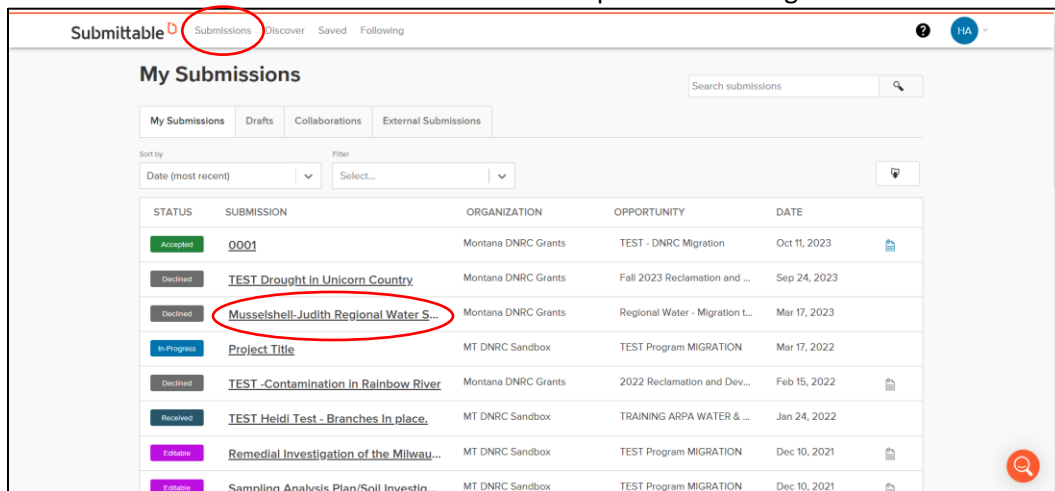 Submittable Submissions Discover Saved Following ? HA
My Submissions
Search submissions
My Submissions Drafts Collaborations External Submissions
Sort by Filter
Date (most recent) Select...
STATUS SUBMISSION ORGANIZATION OPPORTUNITY DATE
Accepted 0001 Montana DNRC Grants TEST - DNRC Migration Oct 11, 2023
Declined TEST Drought in Unicorn Country Montana DNRC Grants Fall 2023 Reclamation and ... Sep 24, 2023
Declined Musselshell-Judith Regional Water S... Montana DNRC Grants Regional Water - Migration t... Mar 17, 2023
In-Progress Project Title MT DNRC Sandbox TEST Program MIGRATION Mar 17, 2022
Declined TEST -Contamination in Rainbow River Montana DNRC Grants 2022 Reclamation and Dev... Feb 15, 2022
Received TEST Heidi Test - Branches In place. MT DNRC Sandbox TRAINING ARPA WATER & ... Jan 24, 2022
Editable Remedial Investigation of the Milwau... MT DNRC Sandbox TEST Program MIGRATION Dec 10, 2021
Editable Sampling Analysis Plan/Soil Investig... MT DNRC Sandbox TEST Program MIGRATION Dec 10, 2021